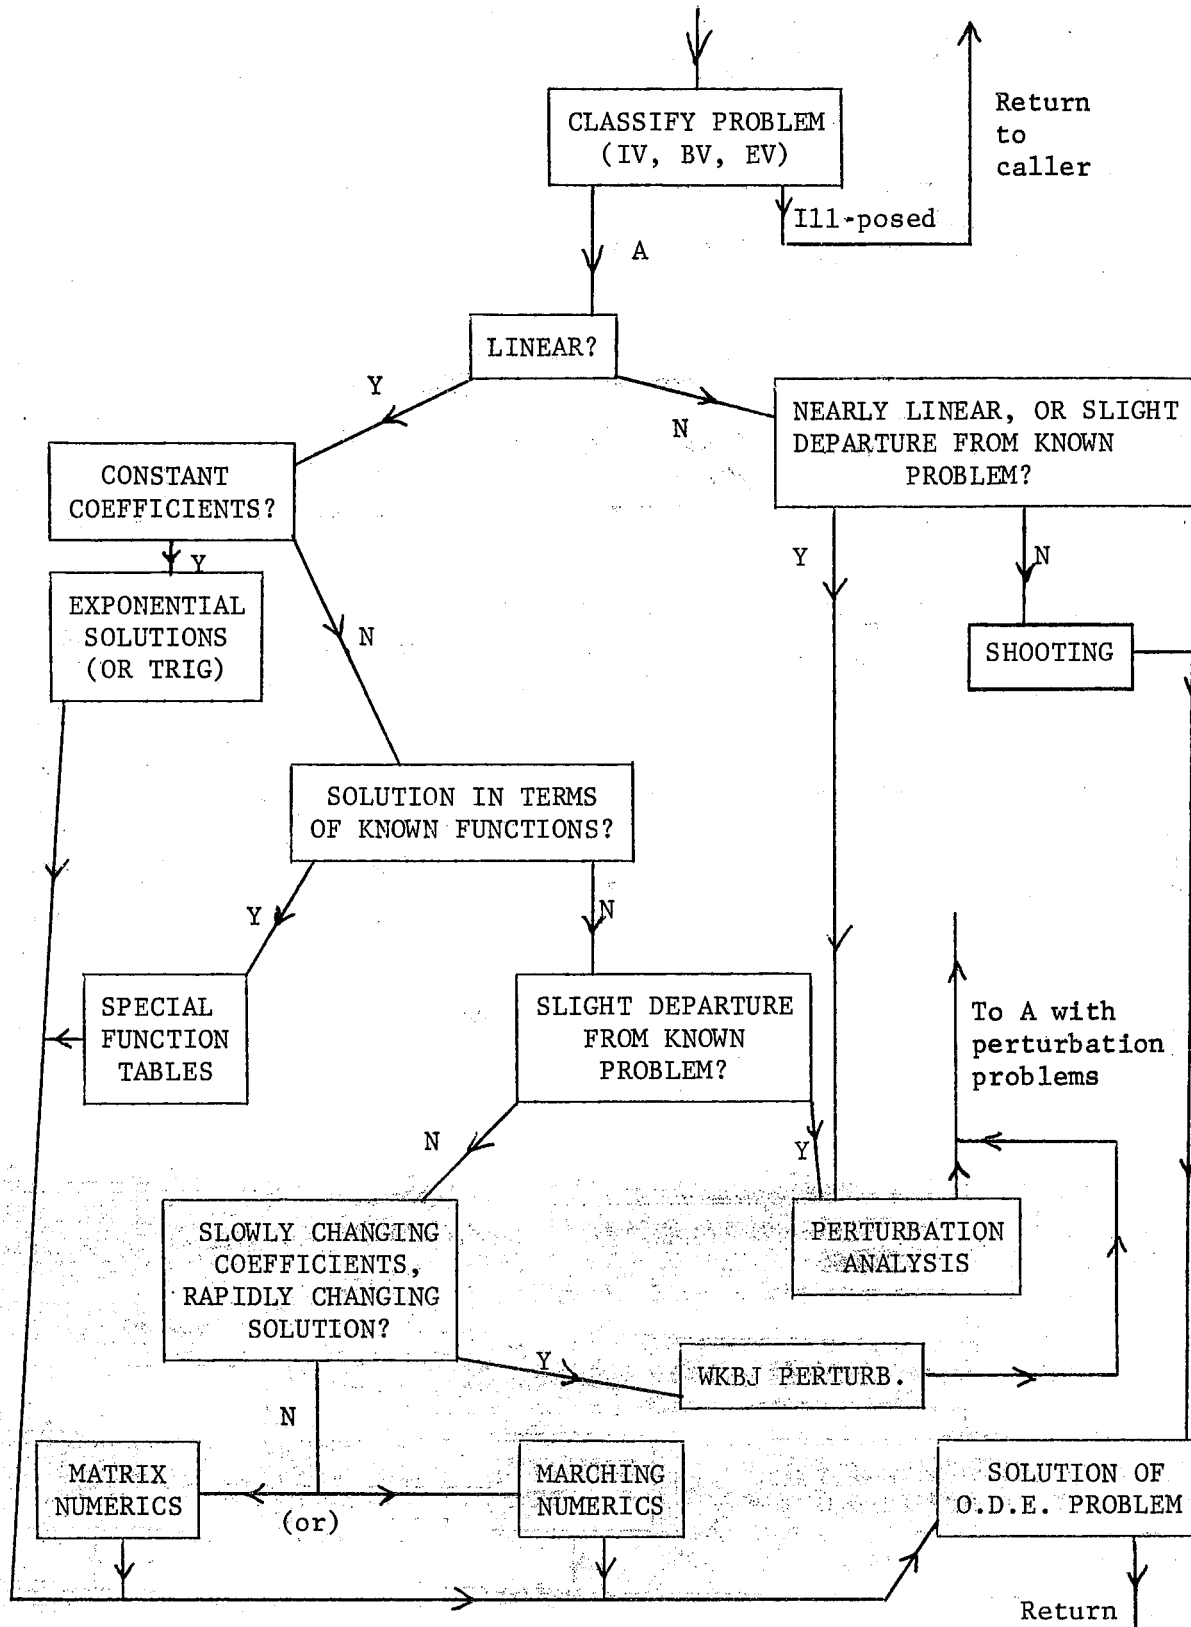 Return
to
caller
CLASSIFY PROBLEM
(IV, BV, EV)
Ill-posed
A
LINEAR?
Y
N
NEARLY LINEAR, OR SLIGHT
DEPARTURE FROM KNOWN
PROBLEM?
CONSTANT
COEFFICIENTS?
Y
N
Y
EXPONENTIAL
SOLUTIONS
(OR TRIG)
N
SHOOTING
SOLUTION IN TERMS
OF KNOWN FUNCTIONS?
Y
N
SPECIAL
FUNCTION
TABLES
SLIGHT DEPARTURE
FROM KNOWN
PROBLEM?
To A with
perturbation
problems
N
Y
SLOWLY CHANGING
COEFFICIENTS,
RAPIDLY CHANGING
SOLUTION?
PERTURBATION
ANALYSIS
Y
WKBJ PERTURB.
N
MATRIX
NUMERICS
(or)
MARCHING
NUMERICS
SOLUTION OF
O.D.E. PROBLEM
Return